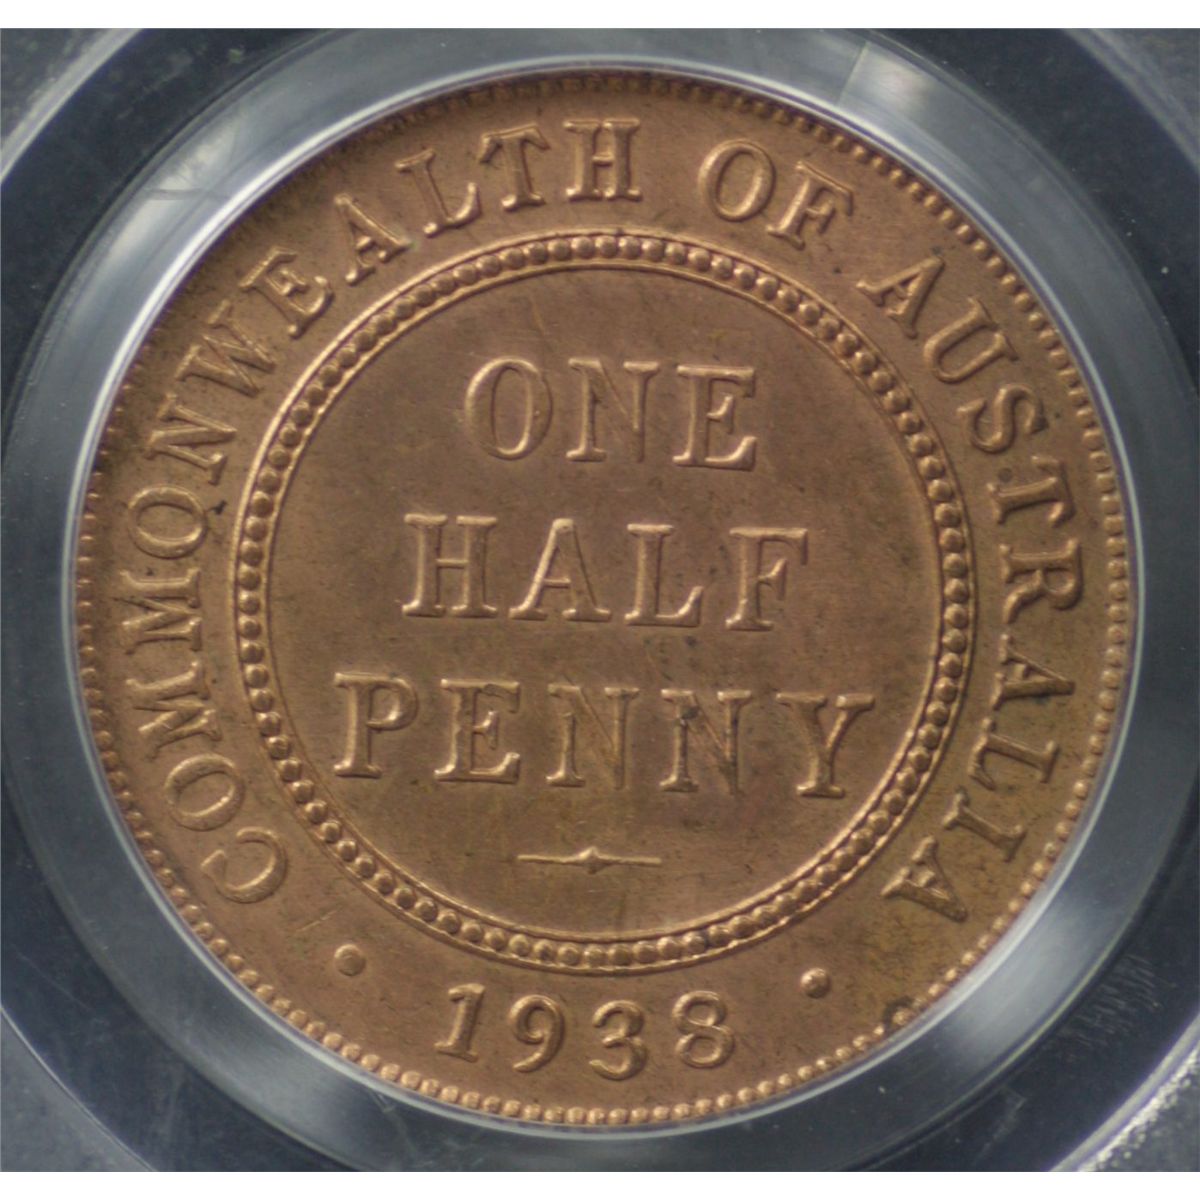 COMMONWEALTH OF AUSTRALIA
ONE
HALF
PENNY
· 1938 ·